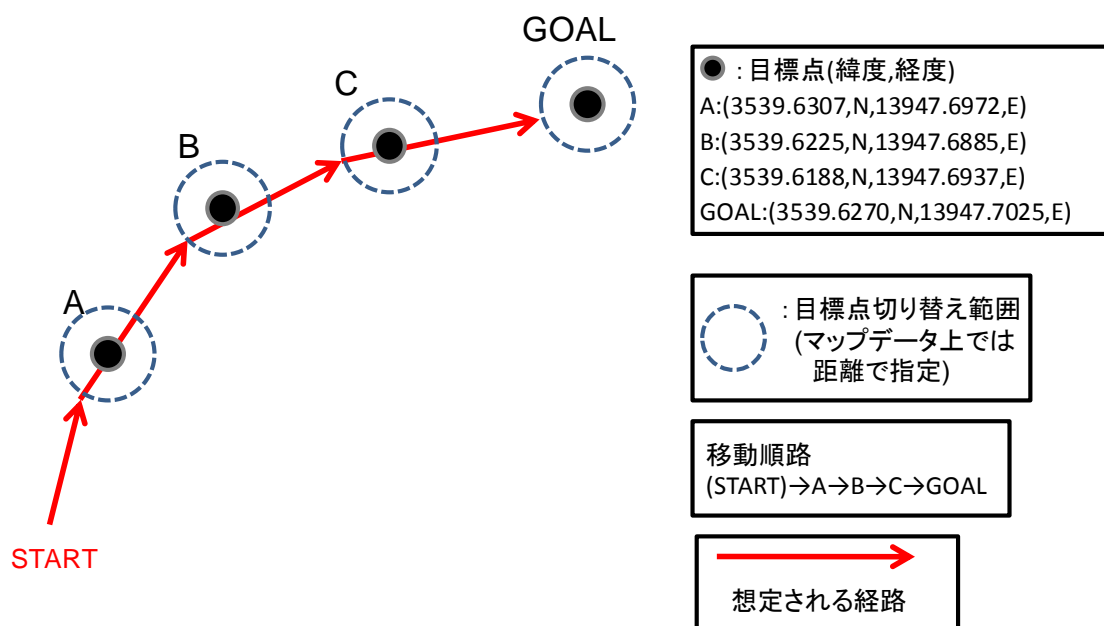 GOAL
C
B
A
START
：目標点(緯度,経度)
A:(3539.6307,N,13947.6972,E)
B:(3539.6225,N,13947.6885,E)
C:(3539.6188,N,13947.6937,E)
GOAL:(3539.6270,N,13947.7025,E)
：目標点切り替え範囲
(マップデータ上では
距離で指定)
移動順路
(START)→A→B→C→GOAL
想定される経路